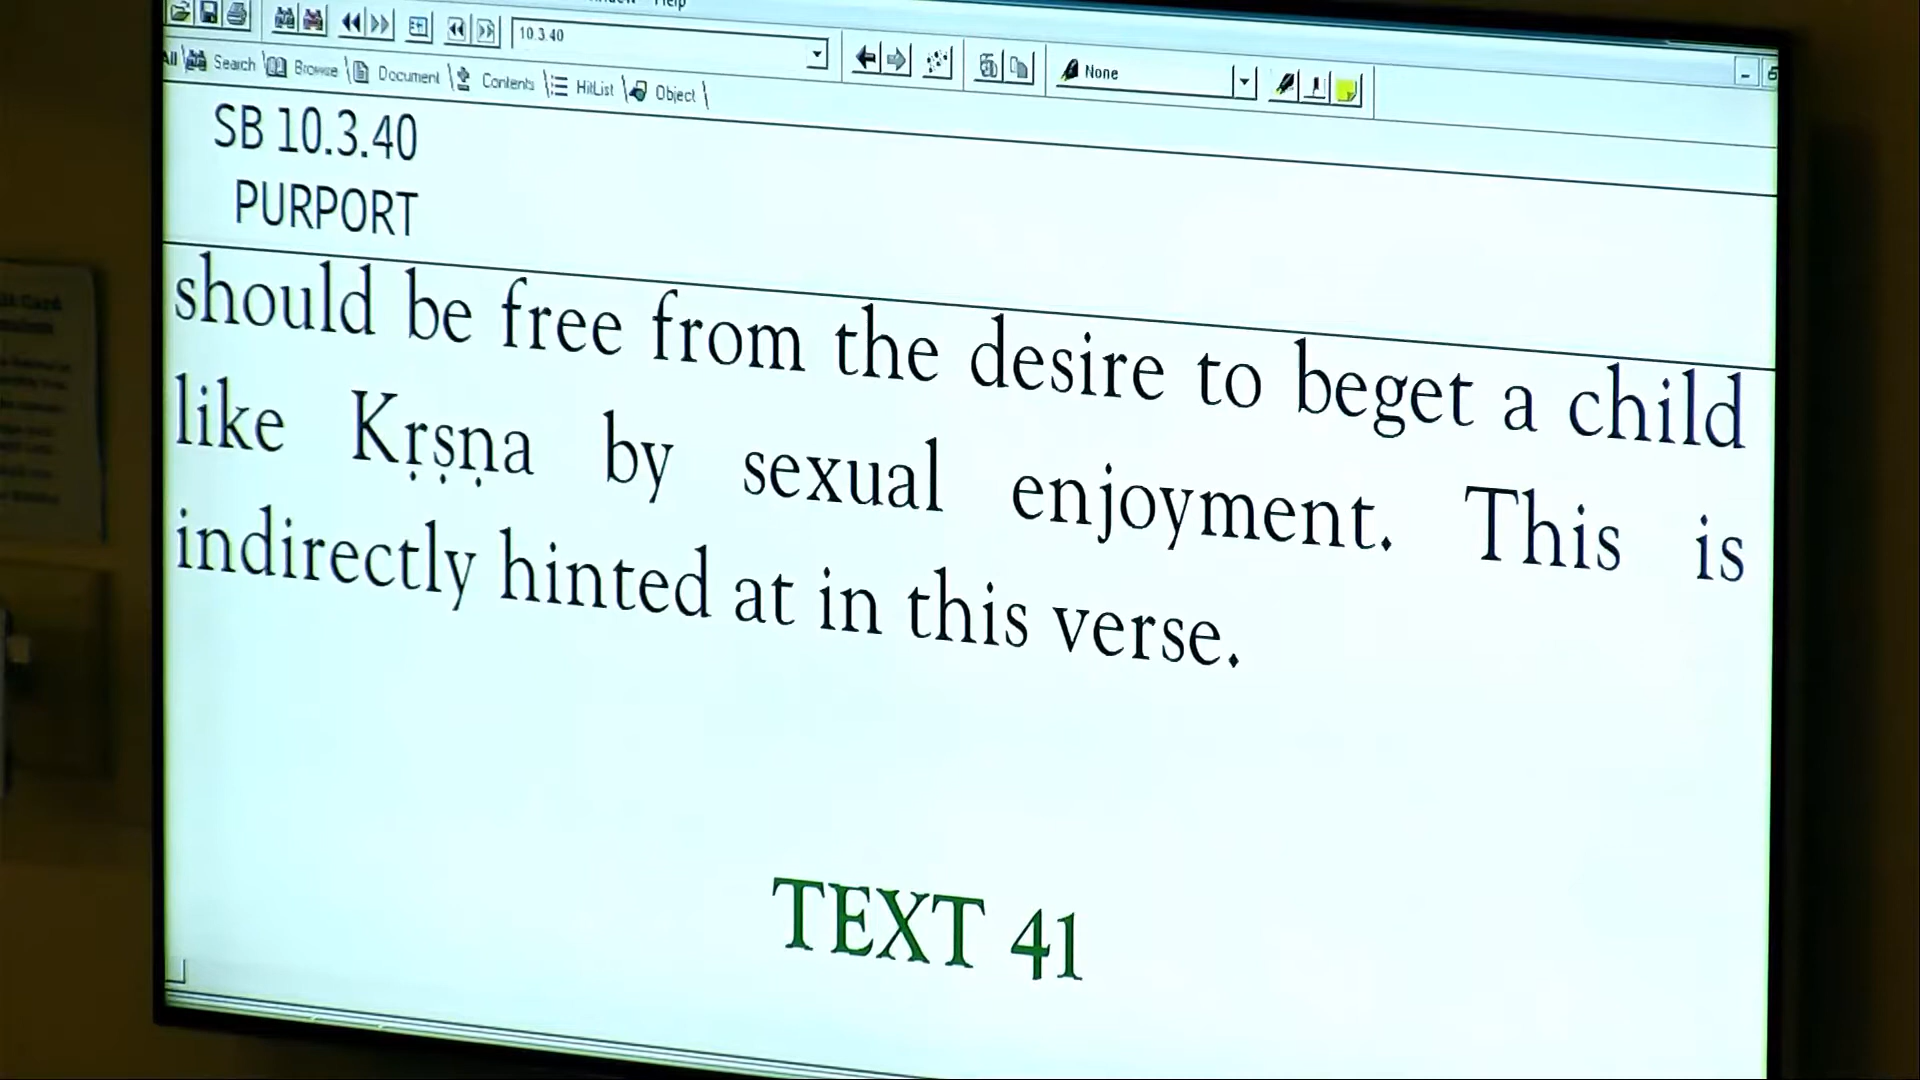 Help
10.3.40
None
All Search Browse Document Contents HitList Object
SB 10.3.40
PURPORT
should be free from the desire to beget a child
like Kṛṣṇa by sexual enjoyment. This is
indirectly hinted at in this verse.
TEXT 41